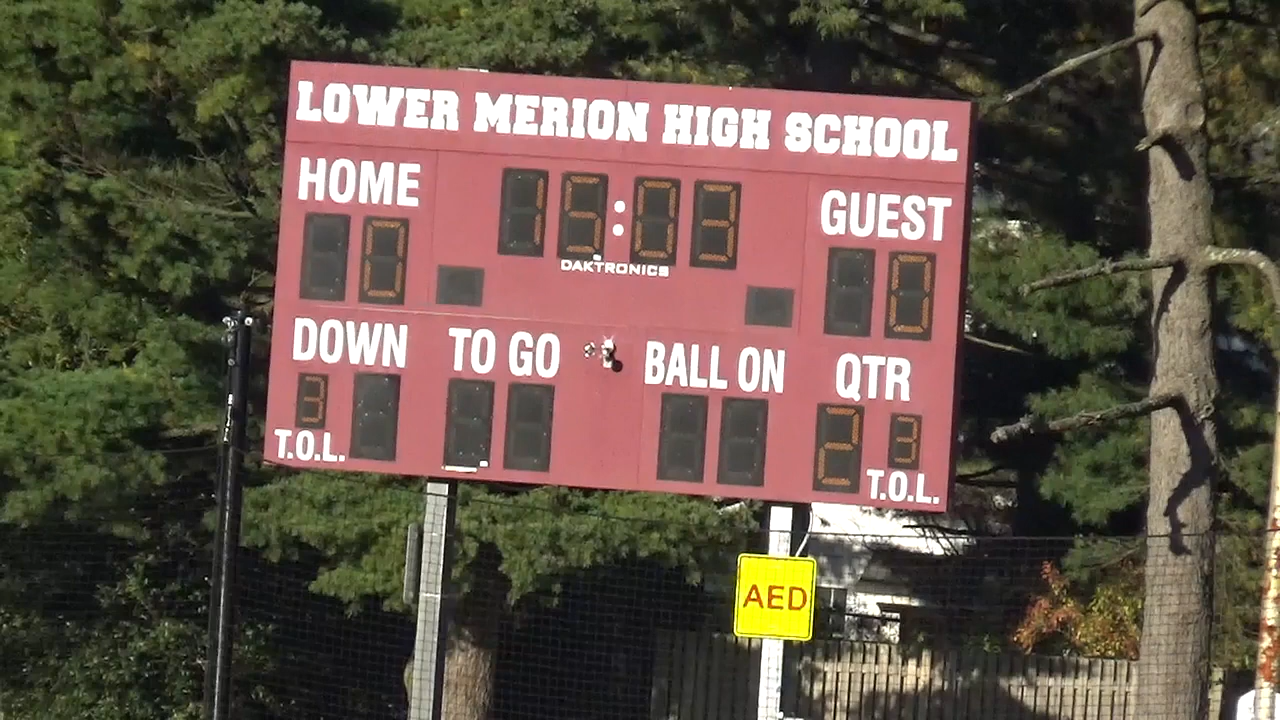 LOWER MERION HIGH SCHOOL
HOME 15:03 GUEST
0 DAKTRONICS 0
DOWN TO GO BALL ON QTR
3 2 3
T.O.L. T.O.L.
AED